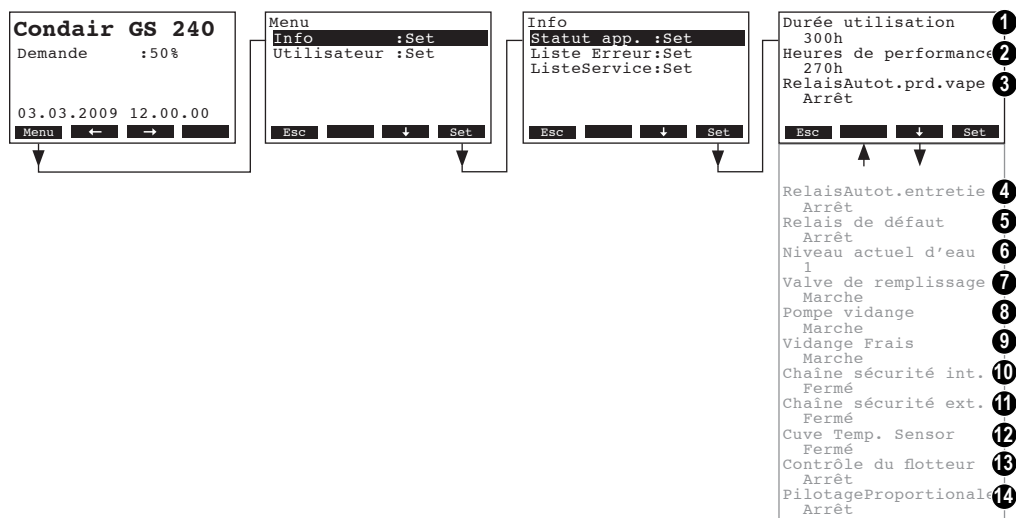 Condair GS 240
Demande :50%
03.03.2009 12.00.00
Menu ← →
Menu
Info :Set
Utilisateur :Set
Esc ↓ Set
Info
Statut app. :Set
Liste Erreur:Set
ListeService:Set
Esc ↓ Set
Durée utilisation 1
300h
Heures de performance 2
270h
RelaisAutot.prd.vape 3
Arrêt
Esc ↓ Set
RelaisAutot.entretie 4
Arrêt
Relais de défaut 5
Arrêt
Niveau actuel d'eau 6
1
Valve de remplissage 7
Marche
Pompe vidange 8
Marche
Vidange Frais 9
Marche
Chaîne sécurité int. 10
Fermé
Chaîne sécurité ext. 11
Fermé
Cuve Temp. Sensor 12
Fermé
Contrôle du flotteur 13
Arrêt
PilotageProportionale 14
Arrêt